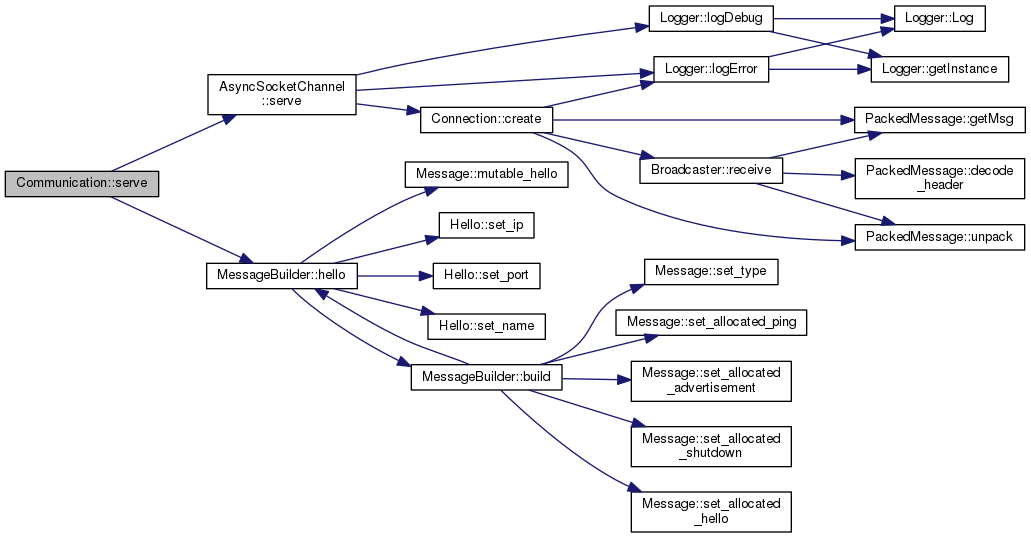 Communication::serve
AsyncSocketChannel
::serve
MessageBuilder::hello
Logger::logDebug
Logger::logError
Connection::create
Logger::Log
Logger::getInstance
PackedMessage::getMsg
Broadcaster::receive
PackedMessage::decode
_header
PackedMessage::unpack
Message::mutable_hello
Hello::set_ip
Hello::set_port
Hello::set_name
MessageBuilder::build
Message::set_type
Message::set_allocated_ping
Message::set_allocated
_advertisement
Message::set_allocated
_shutdown
Message::set_allocated
_hello